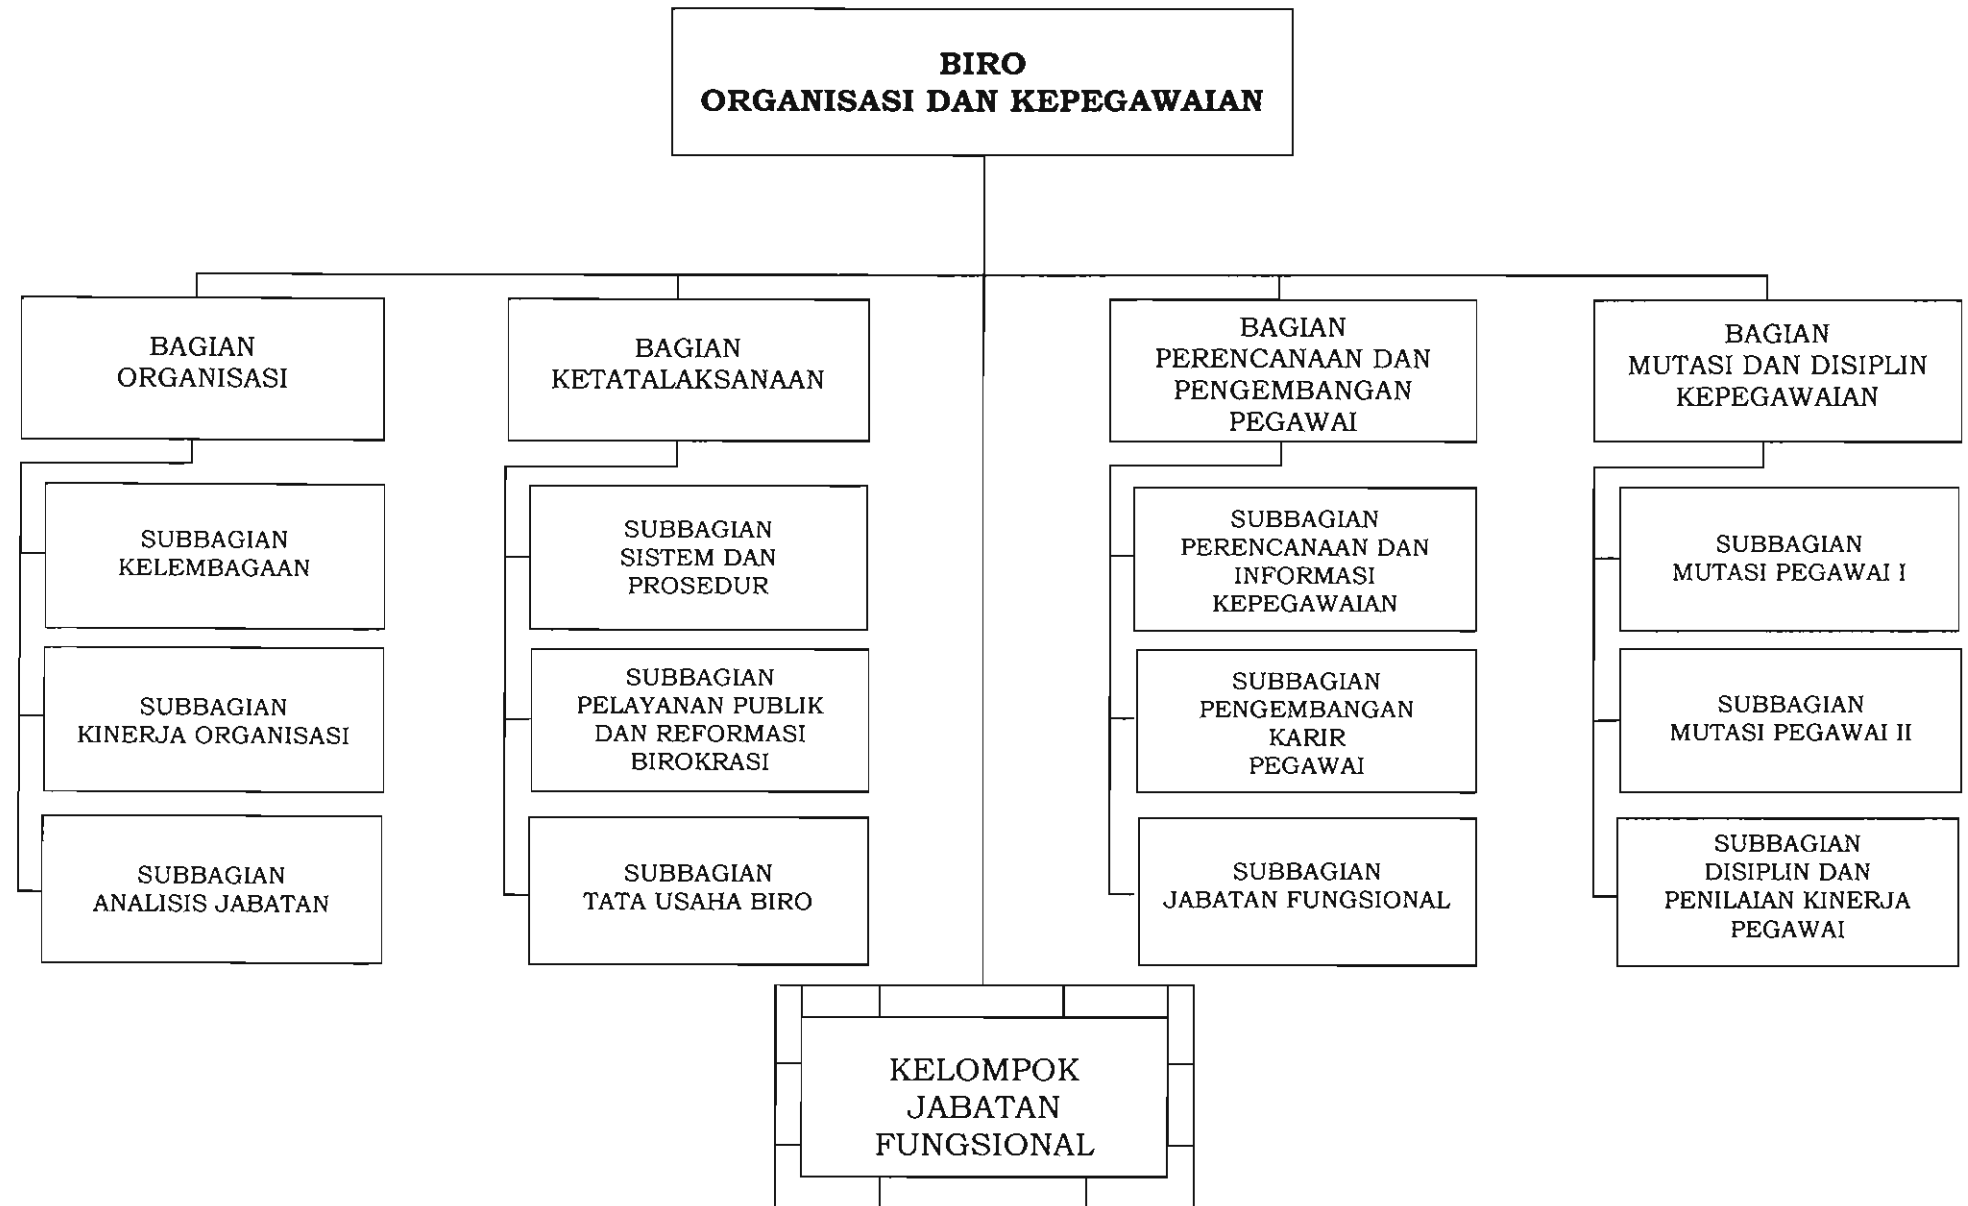 BIRO
ORGANISASI DAN KEPEGAWAIAN
BAGIAN
ORGANISASI
SUBBAGIAN
KELEMBAGAAN
SUBBAGIAN
KINERJA ORGANISASI
SUBBAGIAN
ANALISIS JABATAN
BAGIAN
KETATALAKSANAAN
SUBBAGIAN
SISTEM DAN
PROSEDUR
SUBBAGIAN
PELAYANAN PUBLIK
DAN REFORMASI
BIROKRASI
SUBBAGIAN
TATA USAHA BIRO
BAGIAN
PERENCANAAN DAN
PENGEMBANGAN
PEGAWAI
SUBBAGIAN
PERENCANAAN DAN
INFORMASI
KEPEGAWAIAN
SUBBAGIAN
PENGEMBANGAN
KARIR
PEGAWAI
SUBBAGIAN
JABATAN FUNGSIONAL
BAGIAN
MUTASI DAN DISIPLIN
KEPEGAWAIAN
SUBBAGIAN
MUTASI PEGAWAI I
SUBBAGIAN
MUTASI PEGAWAI II
SUBBAGIAN
DISIPLIN DAN
PENILAIAN KINERJA
PEGAWAI
KELOMPOK
JABATAN
FUNGSIONAL